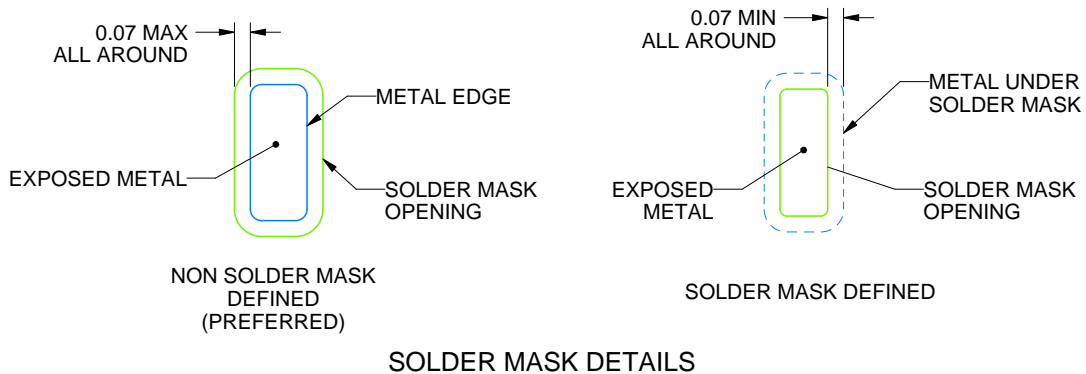 0.07 MAX
ALL AROUND
METAL EDGE
EXPOSED METAL
SOLDER MASK
OPENING
NON SOLDER MASK
DEFINED
(PREFERRED)
0.07 MIN
ALL AROUND
METAL UNDER
SOLDER MASK
EXPOSED
METAL
SOLDER MASK
OPENING
SOLDER MASK DEFINED
SOLDER MASK DETAILS